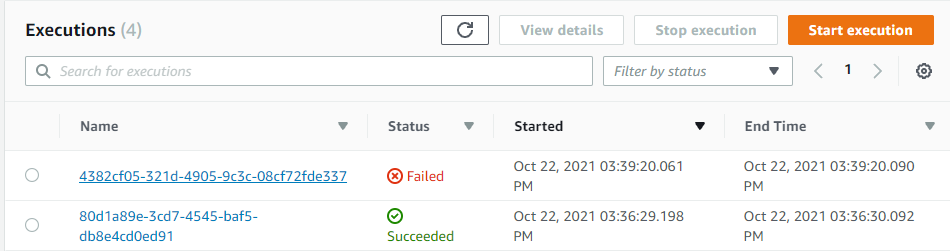 Executions (4)
View details
Stop execution
Start execution
Search for executions
Filter by status
1
Name
Status
Started
End Time
4382cf05-321d-4905-9c3c-08cf72fde337
Failed
Oct 22, 2021 03:39:20.061
PM
Oct 22, 2021 03:39:20.090
PM
80d1a89e-3cd7-4545-baf5-
db8e4cd0ed91
Succeeded
Oct 22, 2021 03:36:29.198
PM
Oct 22, 2021 03:36:30.092
PM